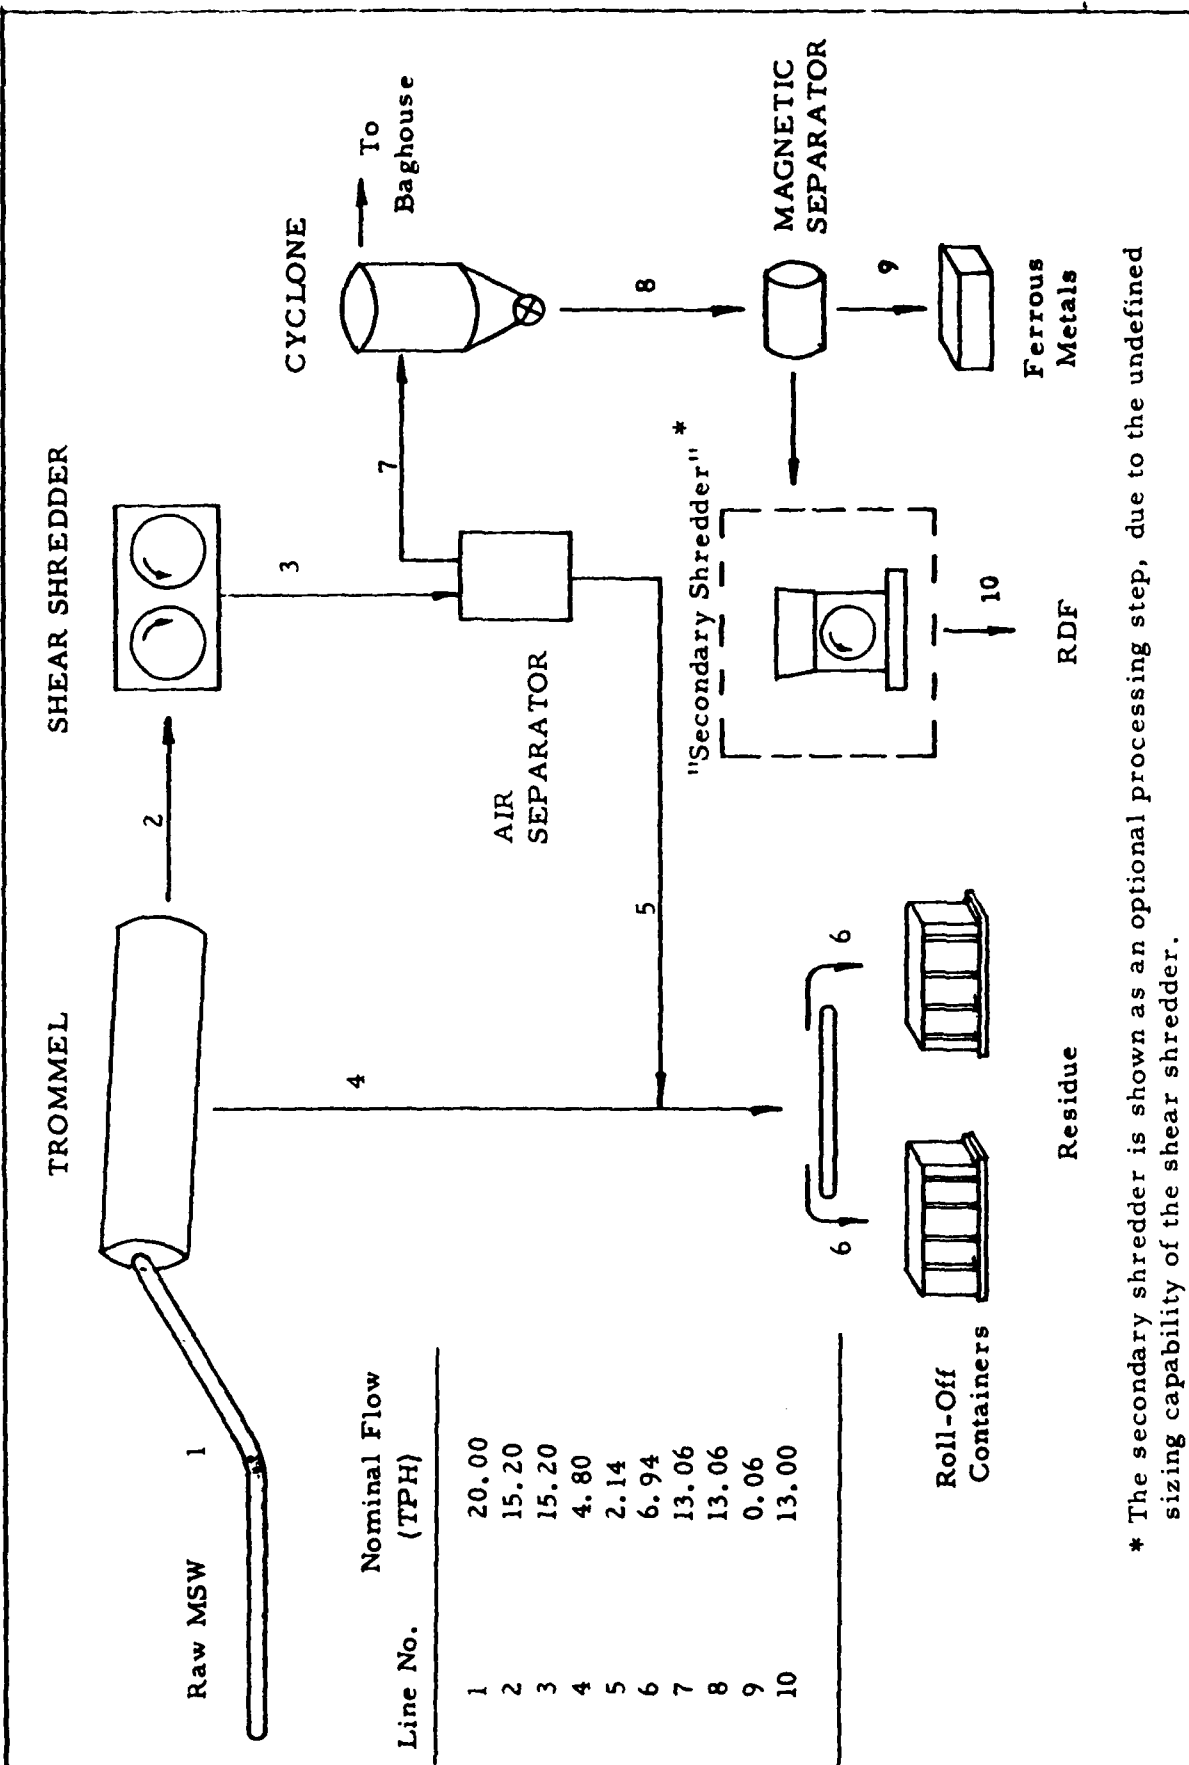 TROMMEL
SHEAR SHREDDER
CYCLONE
To
Baghouse
Raw MSW
1
2
3
4
5
6
6
7
8
9
10
AIR
SEPARATOR
MAGNETIC
SEPARATOR
"Secondary Shredder" *
Line No. Nominal Flow
(TPH)
1 20.00
2 15.20
3 15.20
4 4.80
5 2.14
6 6.94
7 13.06
8 13.06
9 0.06
10 13.00
Roll-Off
Containers
Residue
RDF
Ferrous
Metals
* The secondary shredder is shown as an optional processing step, due to the undefined
sizing capability of the shear shredder.